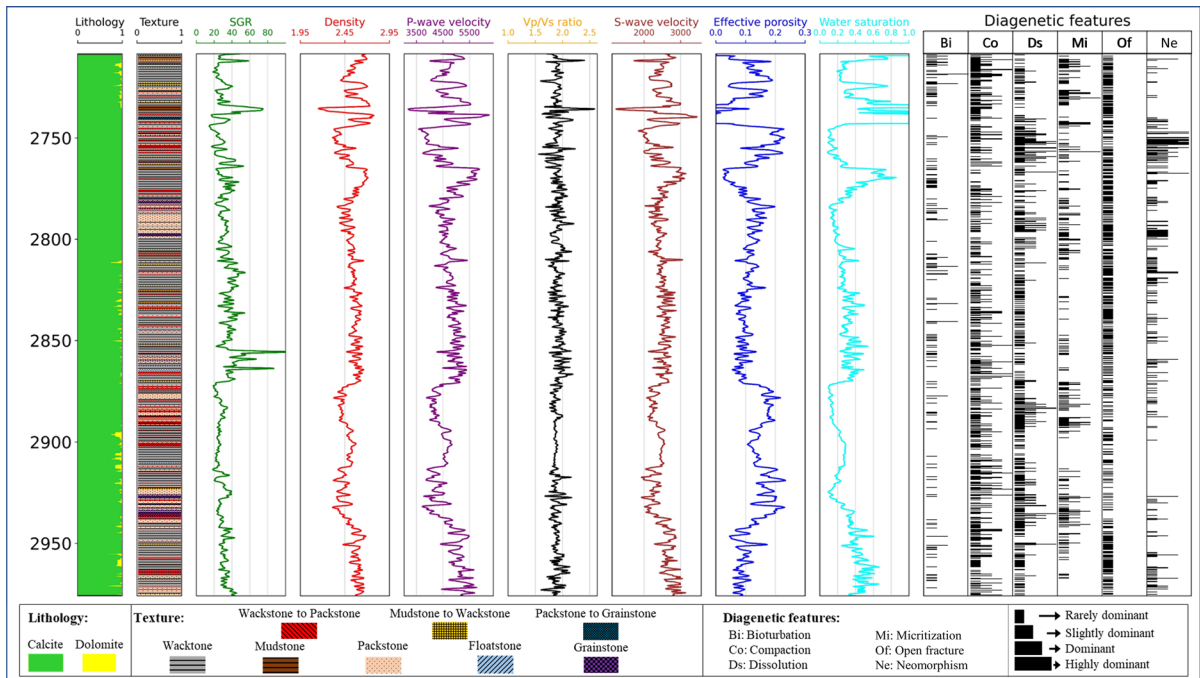 Lithology Texture SGR Density P-wave velocity Vp/Vs ratio S-wave velocity Effective porosity Water saturation Diagenetic features
0 1 0 1 0 20 40 60 80 1.95 2.45 2.95 3500 4500 5500 1.0 1.5 2.0 2.5 2000 3000 0.0 0.1 0.2 0.3 0.0 0.2 0.4 0.6 0.8 1.0 Bi Co Ds Mi Of Ne
2750
2800
2850
2900
2950
Lithology:
Calcite Dolomite
Texture:
Wackstone to Packstone Mudstone to Wackstone Packstone to Grainstone
Wacktone Mudstone Packstone Floatstone Grainstone
Diagenetic features:
Bi: Bioturbation Mi: Micritization
Co: Compaction Of: Open fracture
Ds: Dissolution Ne: Neomorphism
Rarely dominant
Slightly dominant
Dominant
Highly dominant